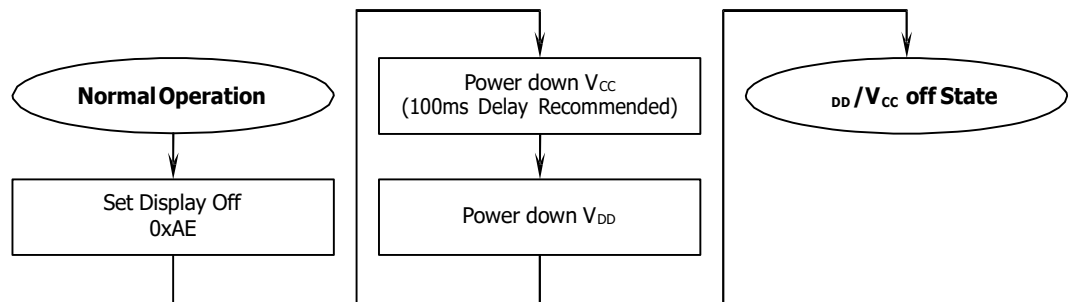 Normal Operation
Set Display Off
0xAE
Power down VCC
(100ms Delay Recommended)
Power down VDD
DD/VCC off State